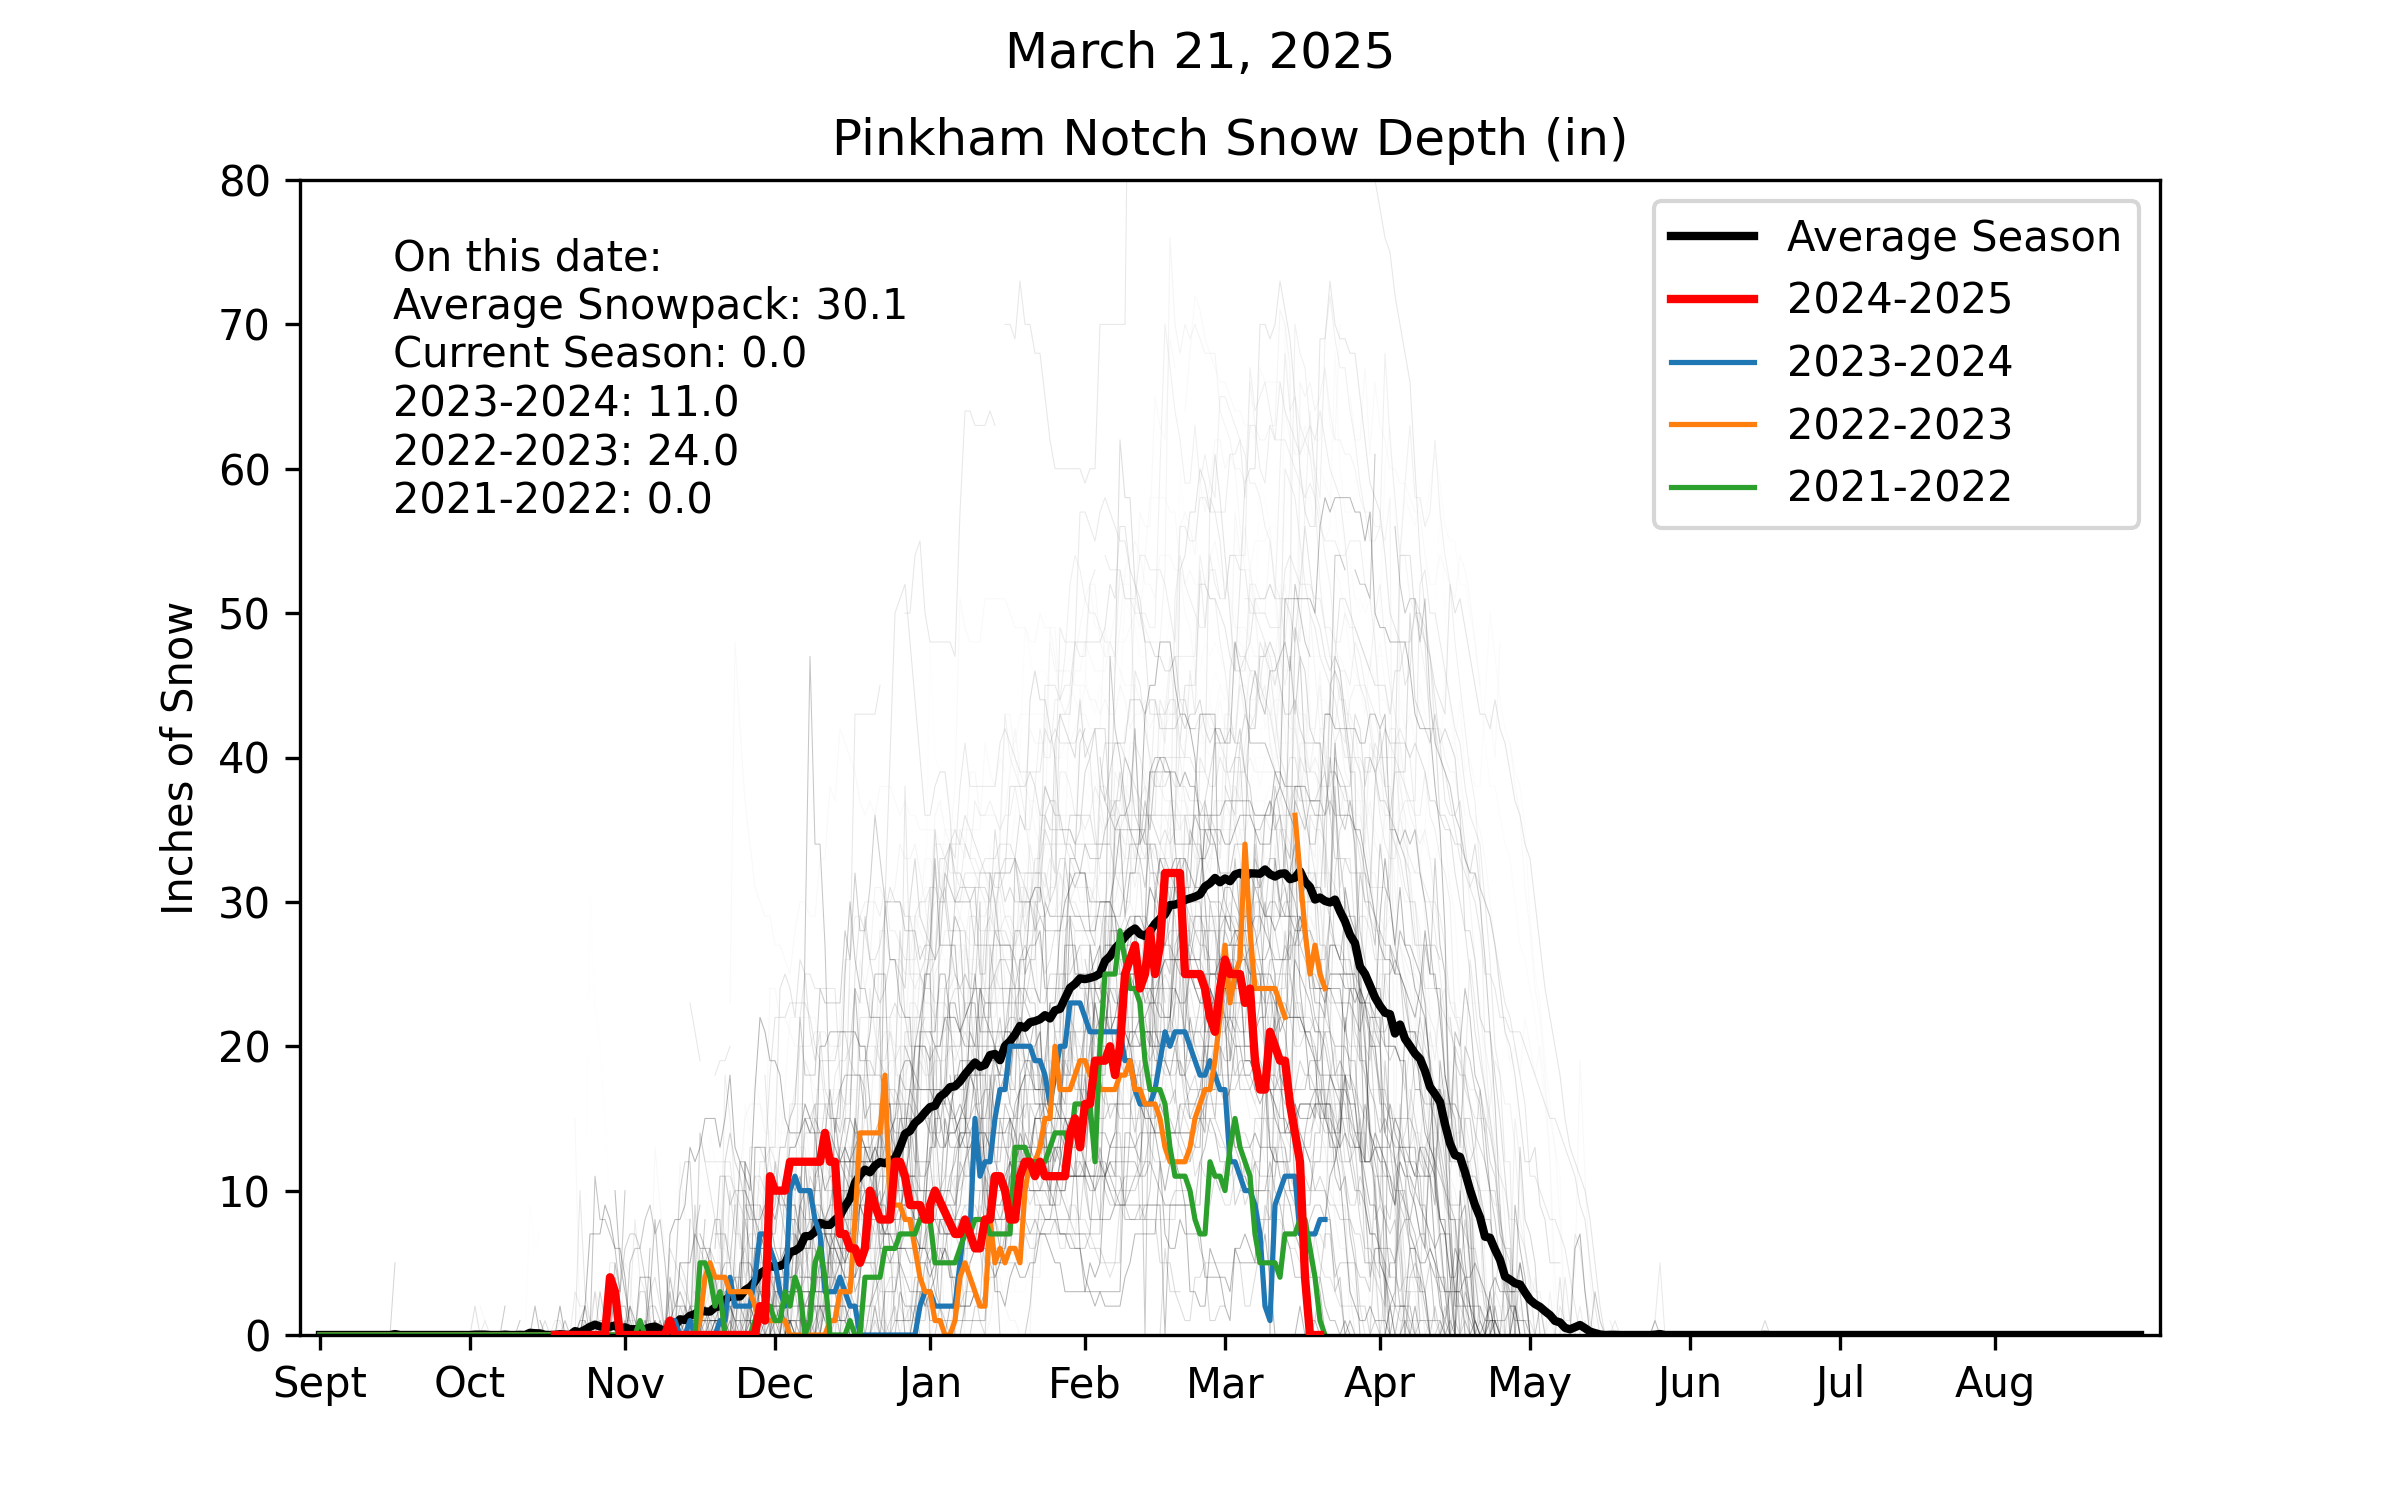 March 21, 2025
Pinkham Notch Snow Depth (in)
80
70
60
50
40
30
20
10
0
Inches of Snow
On this date:
Average Snowpack: 30.1
Current Season: 0.0
2023-2024: 11.0
2022-2023: 24.0
2021-2022: 0.0
Average Season
2024-2025
2023-2024
2022-2023
2021-2022
Sept Oct Nov Dec Jan Feb Mar Apr May Jun Jul Aug